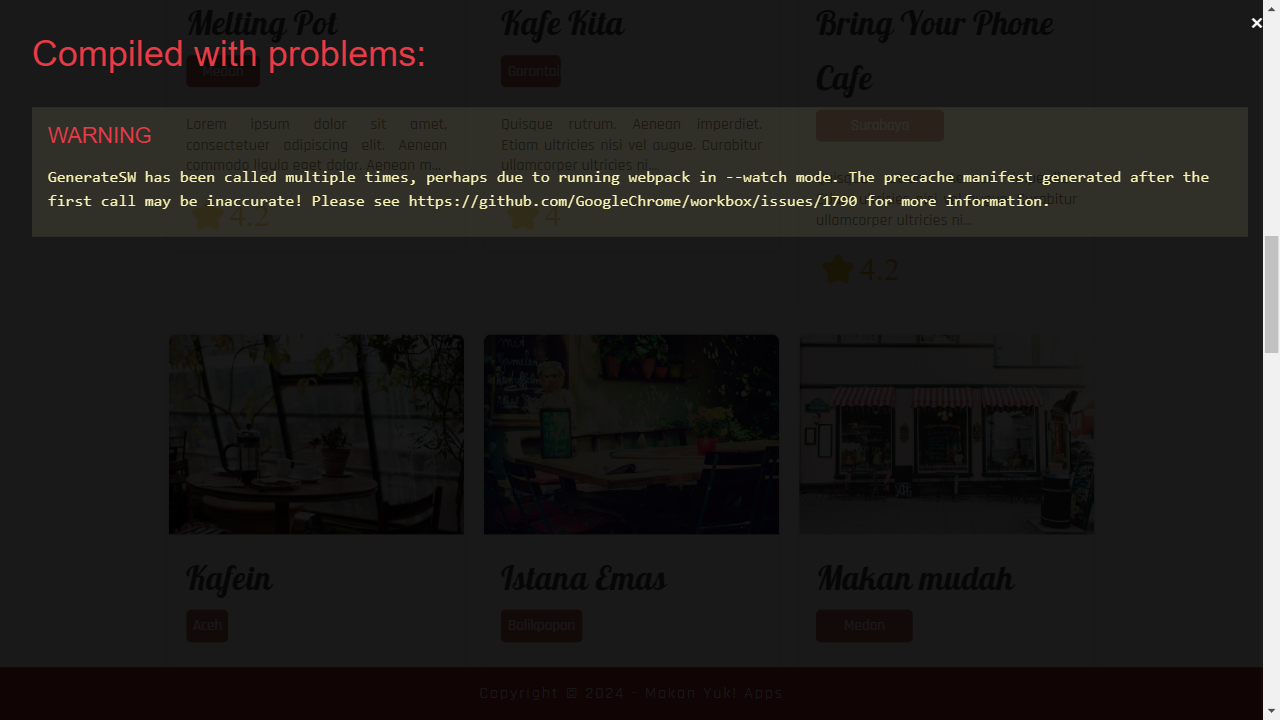 Melting Pot Kafe Kita Bring Your Phone
Compiled with problems:
Medan Gorontal Cafe
WARNING
Lorem ipsum dolor sit amet, Quisque rutrum. Aenean imperdiet. Surabaya
consectetuer adipiscing elit. Aenean Etiam ultricies nisi vel augue. Curabitur
commodo ligula eget dolor. Aenean m... ullamcorper ultricies ni...
GenerateSW has been called multiple times, perhaps due to running webpack in --watch mode. The precache manifest generated after the
first call may be inaccurate! Please see https://github.com/GoogleChrome/workbox/issues/1790 for more information.
4.2 4
ullamcorper ultricies ni...
4.2
Kafein Istana Emas Makan mudah
Aceh Balikpapan Medan
Copyright © 2024 - Makan Yuk! Apps